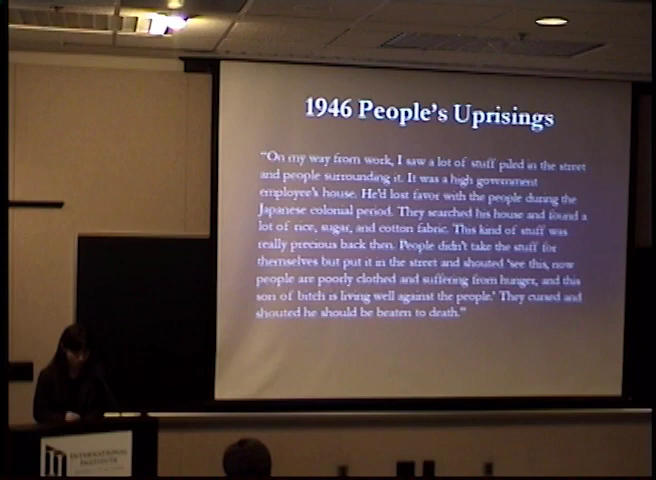 1946 People's Uprisings
"On my way from work, I saw a lot of stuff piled in the street
and people surrounding it. It was a high government
employee's house. He'd lost favor with the people during the
Japanese colonial period. They searched his house and found a
lot of rice, sugar, and cotton fabric. This kind of stuff was
really precious back then. People didn't take the stuff for
themselves but put it in the street and shouted 'see this, now
people are poorly clothed and suffering from hunger, and this
son of bitch is living well against the people.' They cursed and
shouted he should be beaten to death."
INTERNATIONAL
INSTITUTE